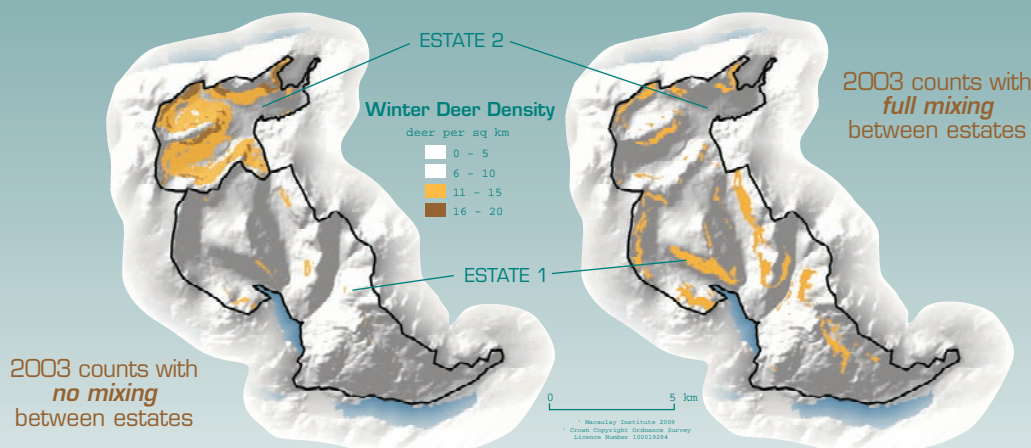 ESTATE 2
2003 counts with
full mixing
between estates
Winter Deer Density
deer per sq km
0 - 5
6 - 10
11 - 15
16 - 20
ESTATE 1
2003 counts with
no mixing
between estates
0 5 km
' Macaulay Institute 2008
' Crown Copyright Ordnance Survey
Licence Number 100019294